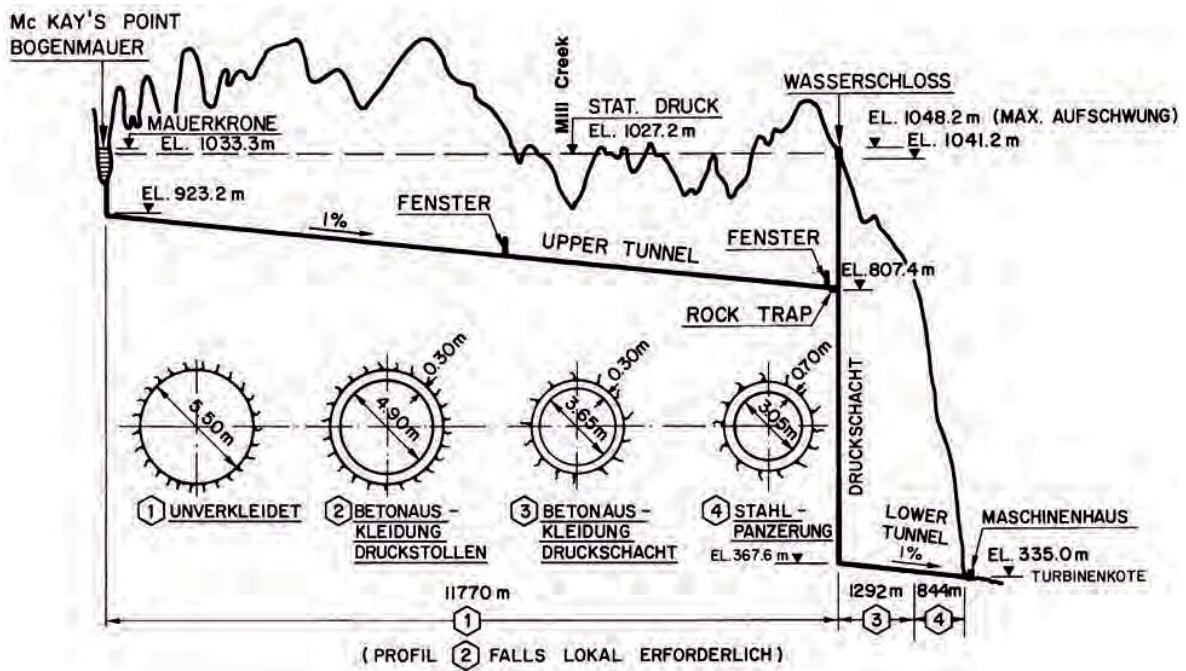 Mc KAY'S POINT
BOGENMAUER
MAUERKRONE
EL. 1033.3m
EL. 923.2 m
1%
FENSTER
UPPER TUNNEL
Mill Creek
STAT. DRUCK
EL. 1027.2 m
WASSERSCHLOSS
EL. 1048.2 m (MAX. AUFSCHWUNG)
EL. 1041.2 m
FENSTER
EL. 807.4 m
ROCK TRAP
5.50m
0.30m
4.90m
0.30m
3.65m
0.70m
3.05m
1 UNVERKLEIDET
2 BETONAUS-
KLEIDUNG
DRUCKSTOLLEN
3 BETONAUS-
KLEIDUNG
DRUCKSCHACHT
4 STAHL-
PANZERUNG
EL. 367.6 m
DRUCKSCHACHT
LOWER
TUNNEL
1%
MASCHINENHAUS
EL. 335.0 m
TURBINENKOTE
11770 m
1292 m
844m
1
3
4
( PROFIL 2 FALLS LOKAL ERFORDERLICH )